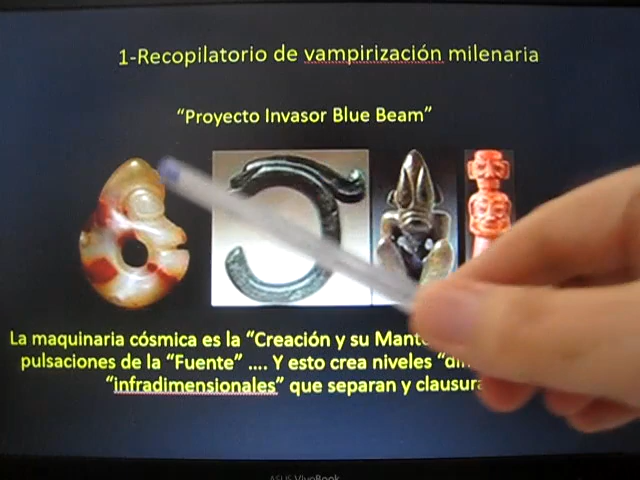 1-Recopilatorio de vampirización milenaria
“Proyecto Invasor Blue Beam”
La maquinaria cósmica es la “Creación y su
pulsaciones de la “Fuente” .... Y esto crea niveles
“infradimensionales” que separan y
ASUS VivoBook